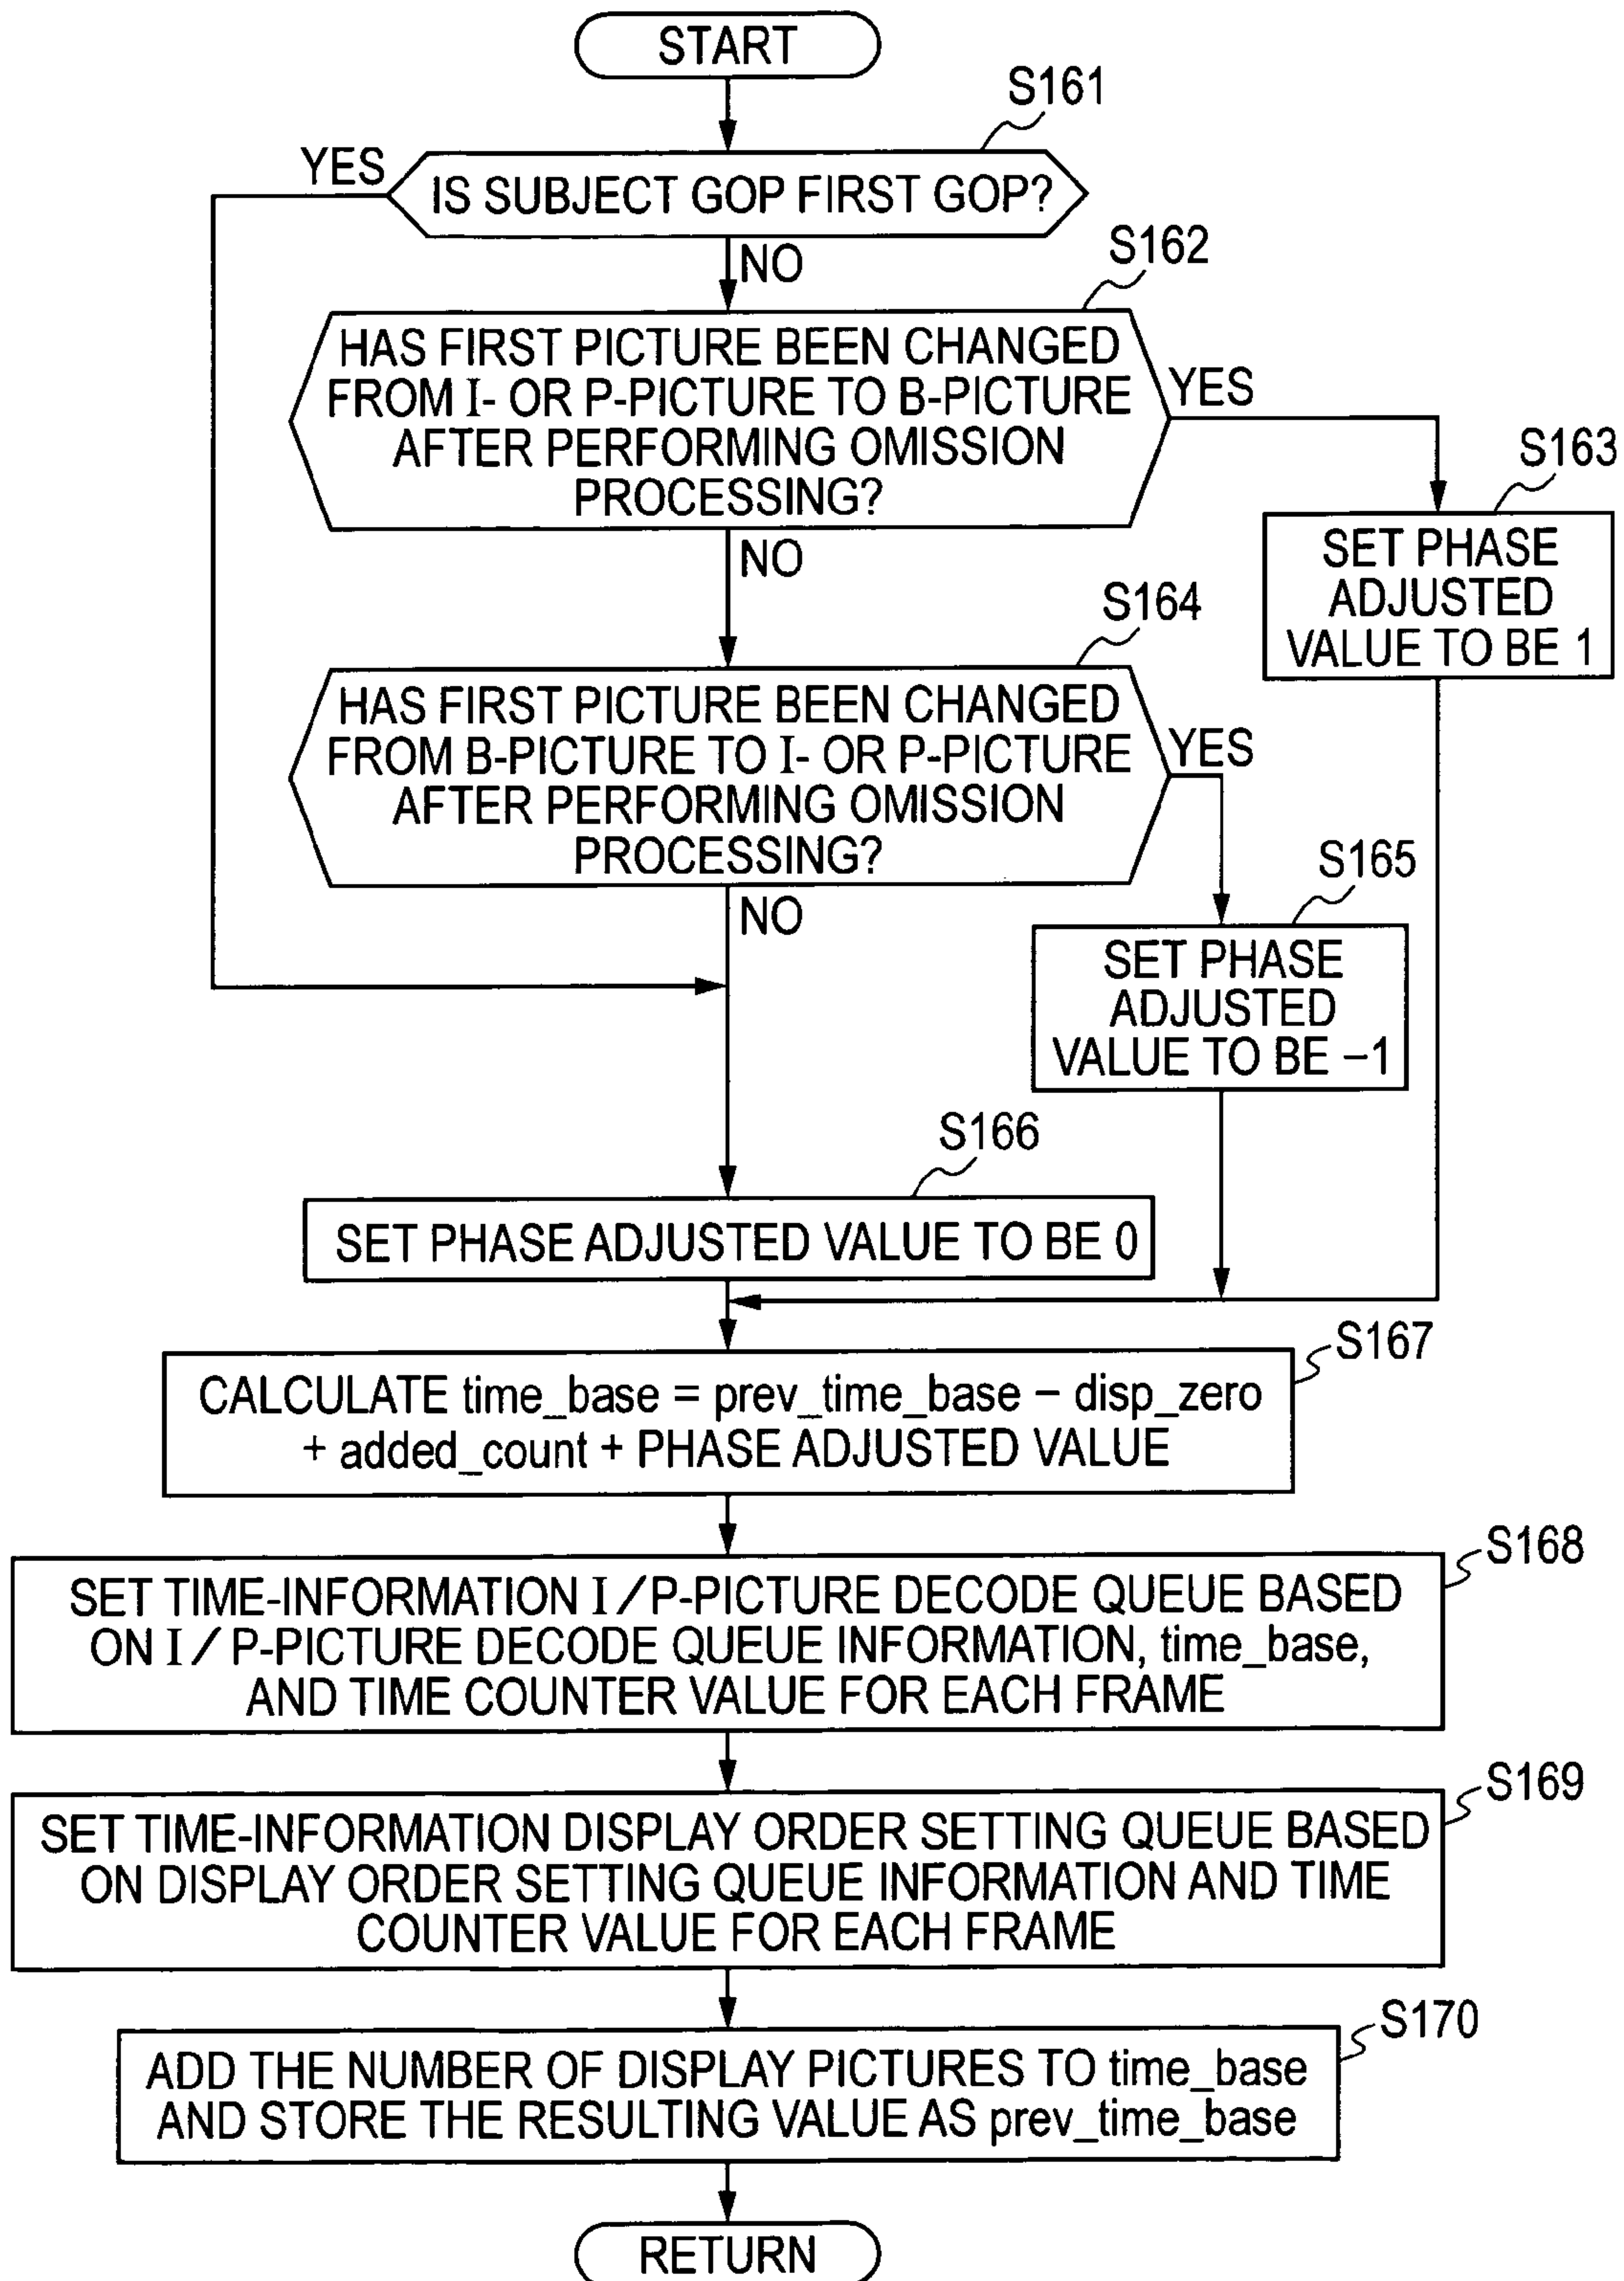 START
S161
YES
IS SUBJECT GOP FIRST GOP?
NO
S162
HAS FIRST PICTURE BEEN CHANGED
FROM I- OR P-PICTURE TO B-PICTURE
AFTER PERFORMING OMISSION
PROCESSING?
YES
NO
S163
SET PHASE
ADJUSTED
VALUE TO BE 1
S164
HAS FIRST PICTURE BEEN CHANGED
FROM B-PICTURE TO I- OR P-PICTURE
AFTER PERFORMING OMISSION
PROCESSING?
YES
NO
S165
SET PHASE
ADJUSTED
VALUE TO BE –1
S166
SET PHASE ADJUSTED VALUE TO BE 0
S167
CALCULATE time_base = prev_time_base – disp_zero
+ added_count + PHASE ADJUSTED VALUE
S168
SET TIME-INFORMATION I/P-PICTURE DECODE QUEUE BASED
ON I/P-PICTURE DECODE QUEUE INFORMATION, time_base,
AND TIME COUNTER VALUE FOR EACH FRAME
S169
SET TIME-INFORMATION DISPLAY ORDER SETTING QUEUE BASED
ON DISPLAY ORDER SETTING QUEUE INFORMATION AND TIME
COUNTER VALUE FOR EACH FRAME
S170
ADD THE NUMBER OF DISPLAY PICTURES TO time_base
AND STORE THE RESULTING VALUE AS prev_time_base
RETURN